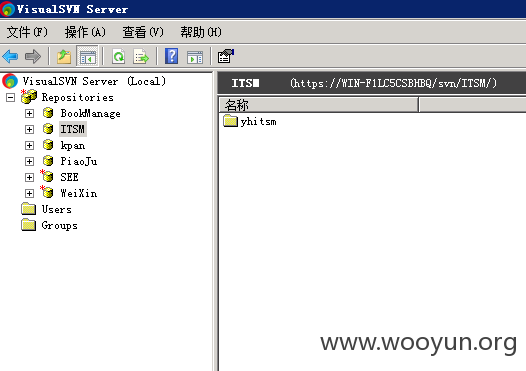 VisualSVN Server
文件(F) 操作(A) 查看(V) 帮助(H)
VisualSVN Server (Local)
Repositories
BookManage
ITSM
kpan
PiaoJu
SEE
WeiXin
Users
Groups
ITSM (https://WIN-F1LC5CSBHBQ/svn/ITSM/)
名称
yhitsm
www.wooyun.org